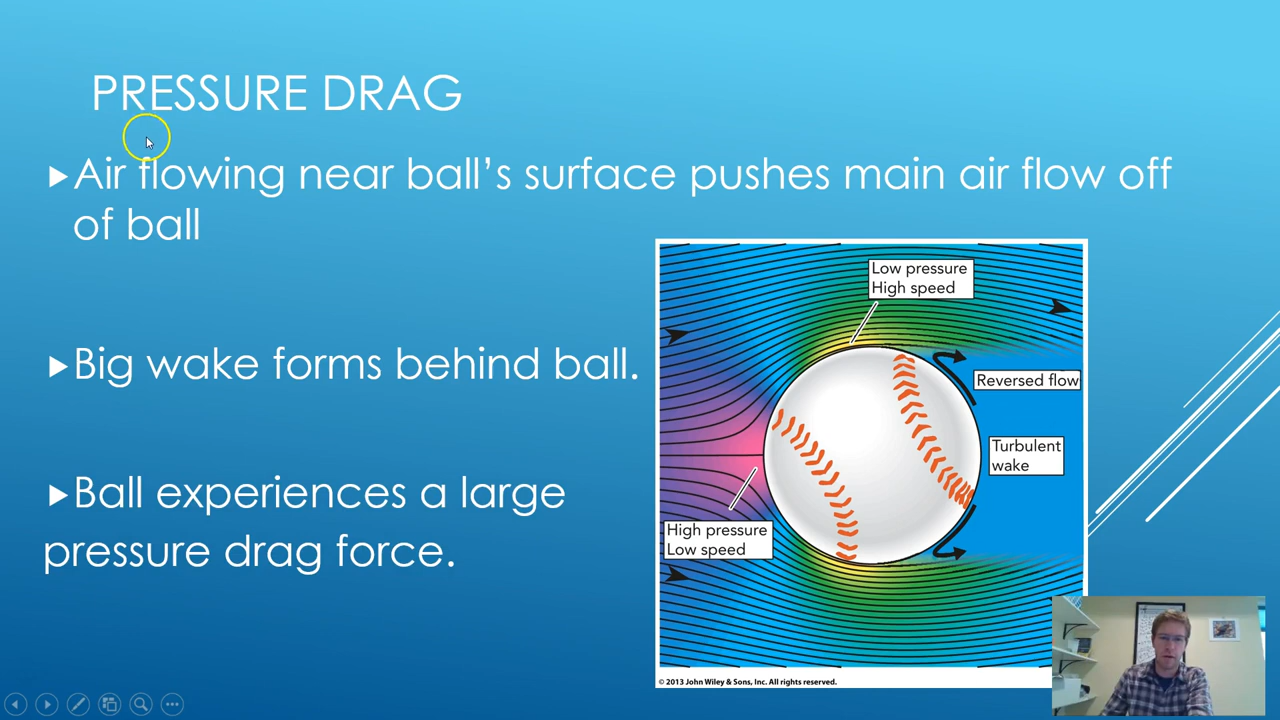 PRESSURE DRAG
Air flowing near ball’s surface pushes main air flow off
of ball
Big wake forms behind ball.
Ball experiences a large
pressure drag force.
Low pressure
High speed
Reversed flow
Turbulent
wake
High pressure
Low speed
© 2013 John Wiley & Sons, Inc. All rights reserved.